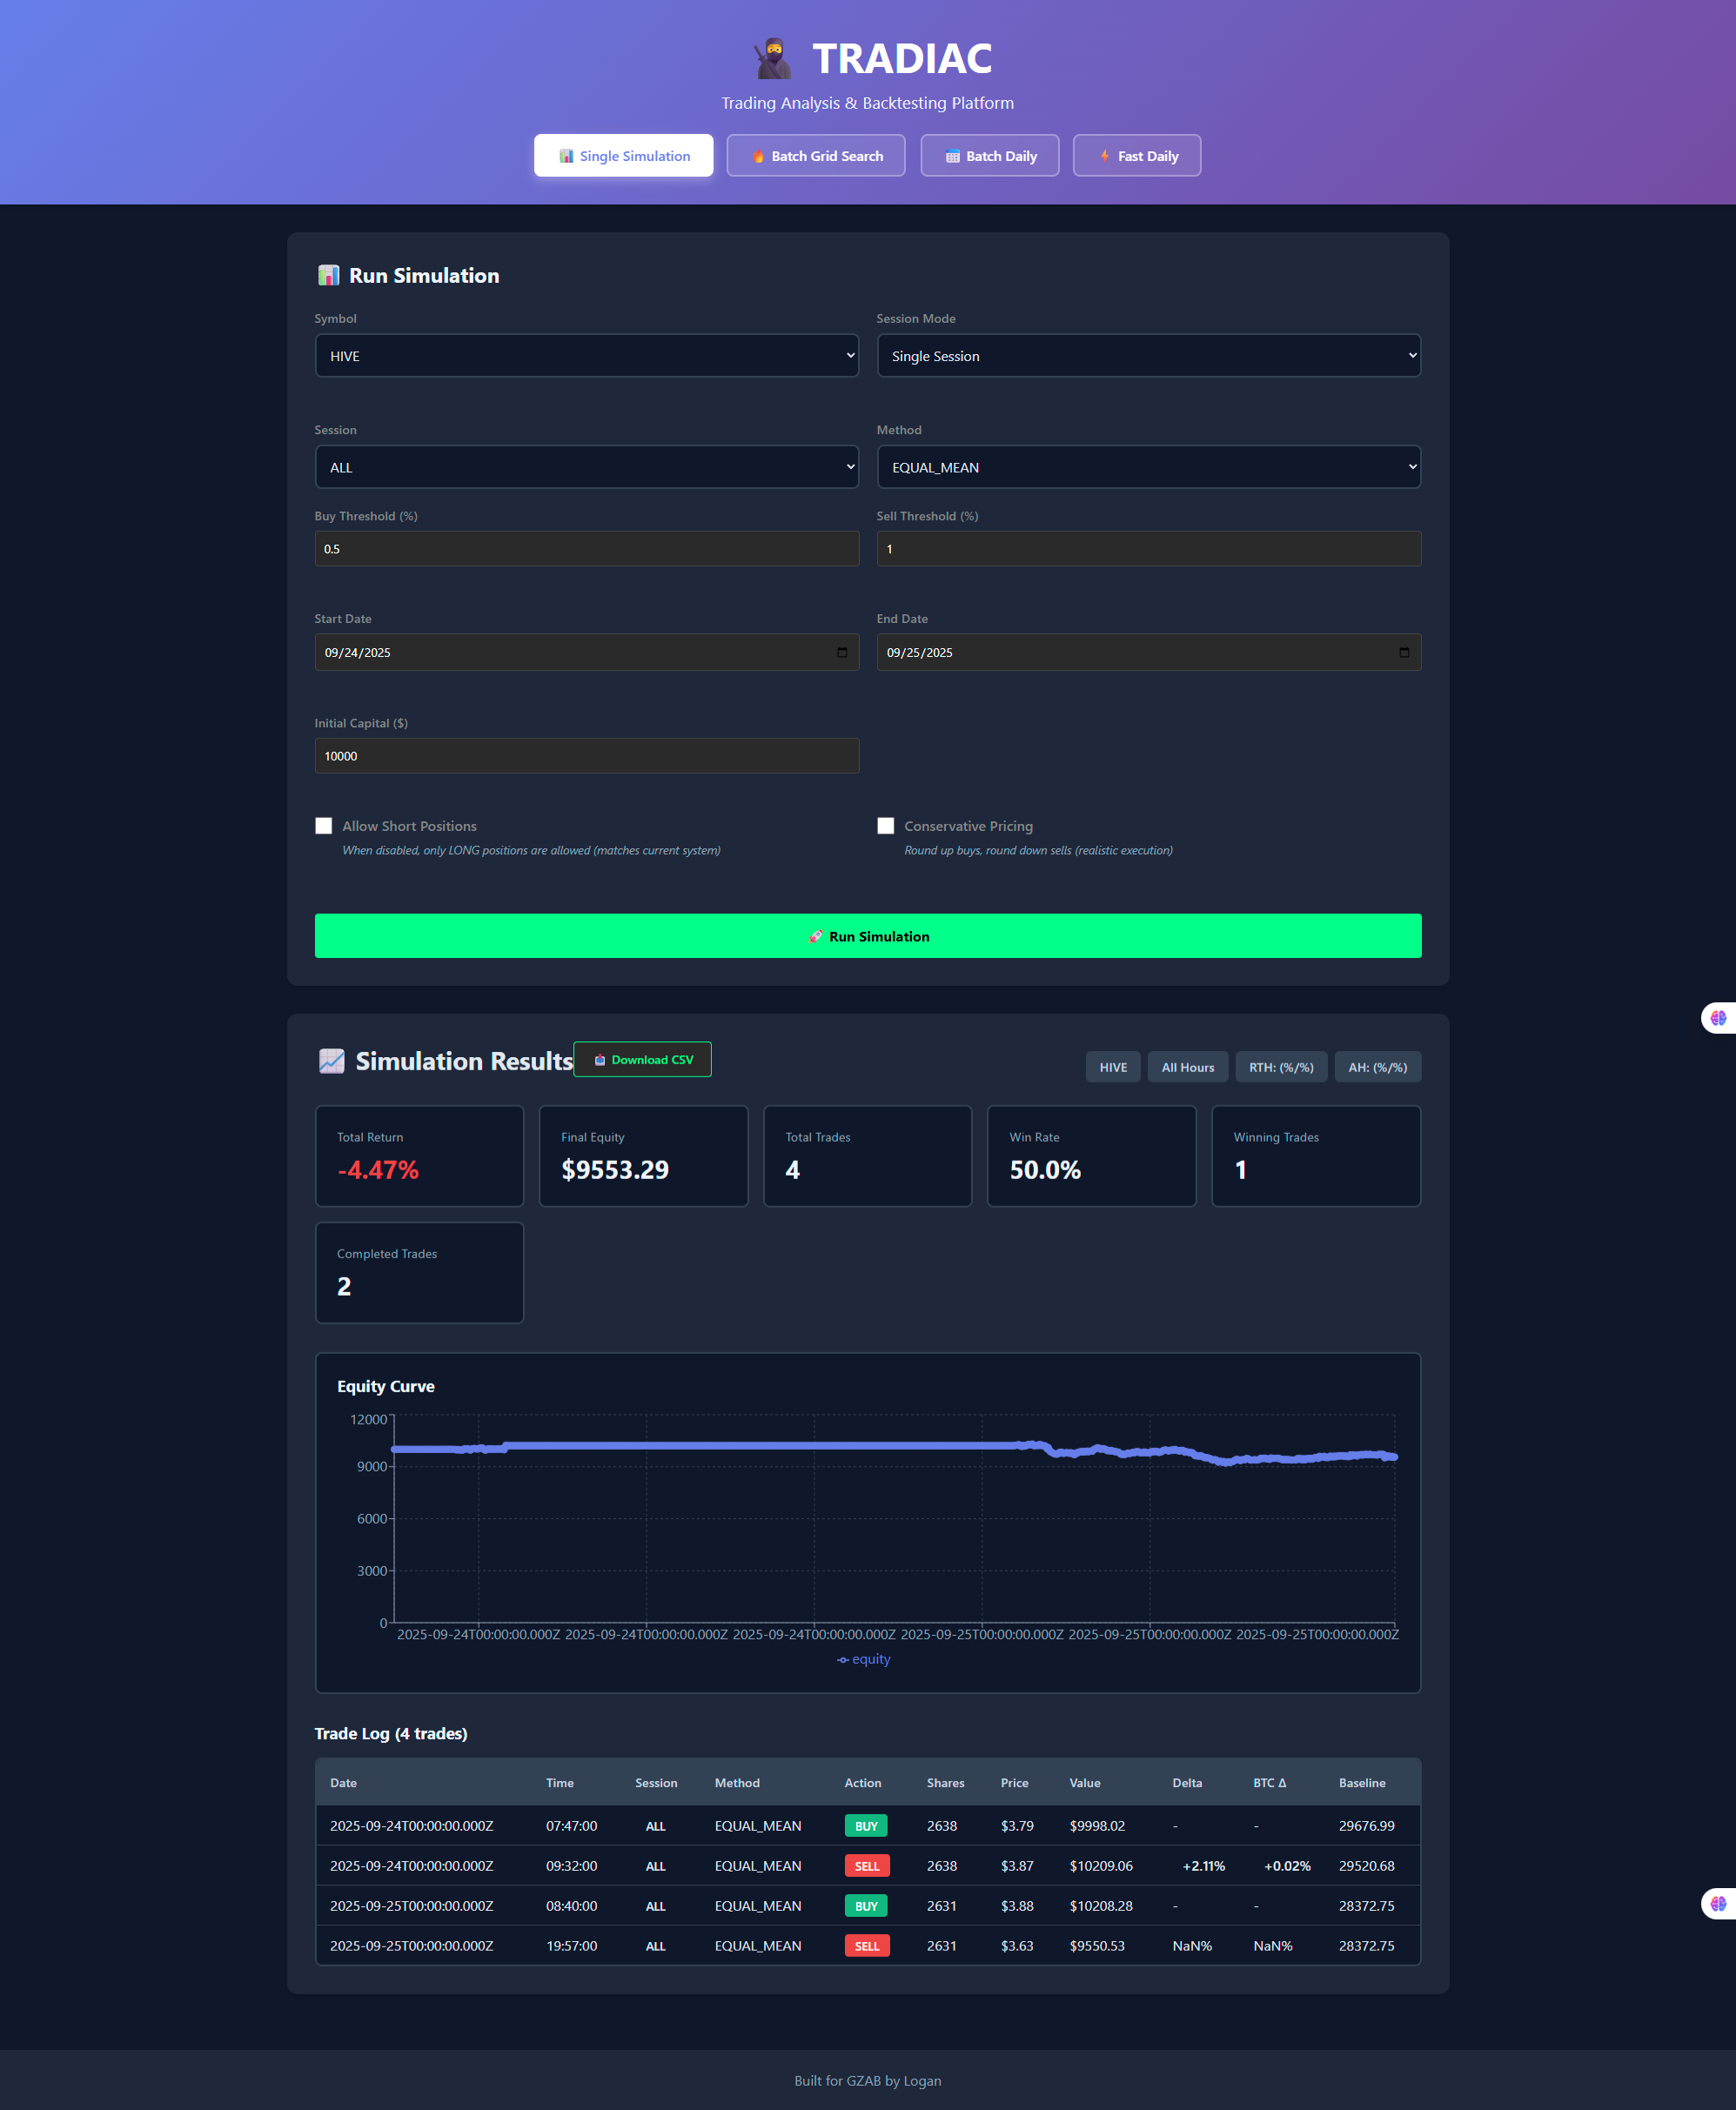 TRADIAC
Trading Analysis & Backtesting Platform
Single Simulation
Batch Grid Search
Batch Daily
Fast Daily
Run Simulation
Symbol
Session Mode
HIVE
Single Session
Session
Method
ALL
EQUAL_MEAN
Buy Threshold (%)
Sell Threshold (%)
0.5
1
Start Date
End Date
09/24/2025
09/25/2025
Initial Capital ($)
10000
Allow Short Positions
When disabled, only LONG positions are allowed (matches current system)
Conservative Pricing
Round up buys, round down sells (realistic execution)
Run Simulation
Simulation Results
Download CSV
HIVE
All Hours
RTH: (%/%)
AH: (%/%)
Total Return
-4.47%
Final Equity
$9553.29
Total Trades
4
Win Rate
50.0%
Winning Trades
1
Completed Trades
2
Equity Curve
12000
9000
6000
3000
0
2025-09-24T00:00:00.000Z 2025-09-24T00:00:00.000Z 2025-09-24T00:00:00.000Z 2025-09-25T00:00:00.000Z 2025-09-25T00:00:00.000Z 2025-09-25T00:00:00.000Z
equity
Trade Log (4 trades)
Date Time Session Method Action Shares Price Value Delta BTC Δ Baseline
2025-09-24T00:00:00.000Z 07:47:00 ALL EQUAL_MEAN BUY 2638 $3.79 $9998.02 - - 29676.99
2025-09-24T00:00:00.000Z 09:32:00 ALL EQUAL_MEAN SELL 2638 $3.87 $10209.06 +2.11% +0.02% 29520.68
2025-09-25T00:00:00.000Z 08:40:00 ALL EQUAL_MEAN BUY 2631 $3.88 $10208.28 - - 28372.75
2025-09-25T00:00:00.000Z 19:57:00 ALL EQUAL_MEAN SELL 2631 $3.63 $9550.53 NaN% NaN% 28372.75
Built for GZAB by Logan